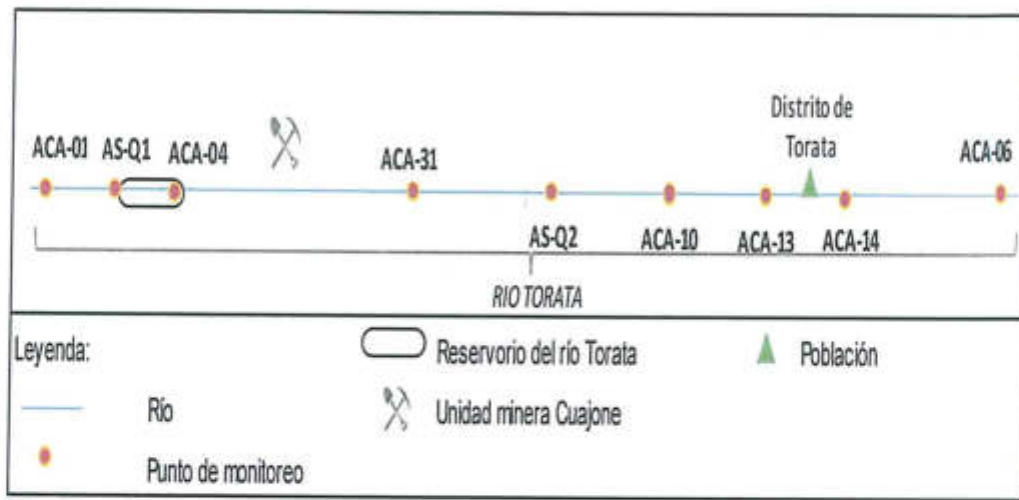 Distrito de
Torata
ACA-01
AS-Q1
ACA-04
ACA-31
ACA-06
AS-Q2
ACA-10
ACA-13
ACA-14
RIO TORATA
Leyenda:
Reservorio del río Torata
Población
Río
Unidad minera Cuajone
Punto de monitoreo